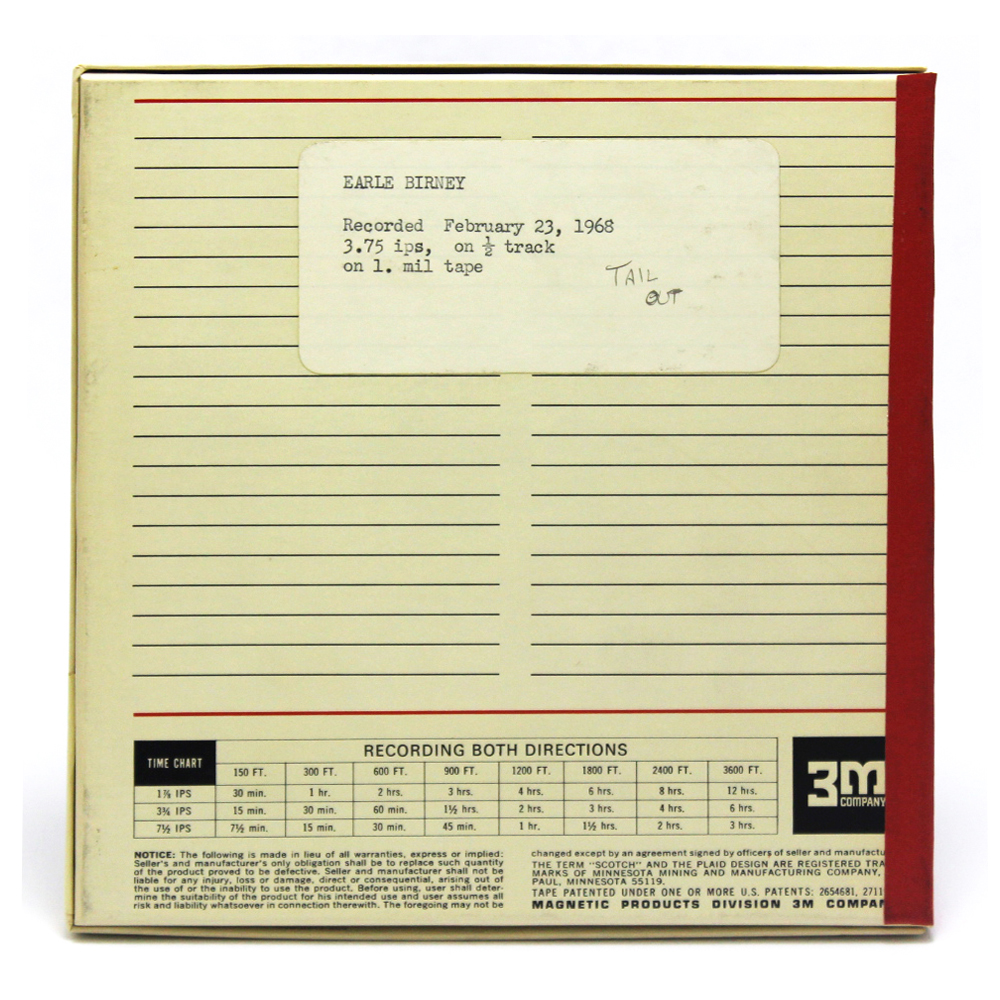 EARLE BIRNEY
Recorded February 23, 1968
3.75 ips, on ½ track
on 1. mil tape
TAIL
OUT
TIME CHART
RECORDING BOTH DIRECTIONS
150 FT. 300 FT. 600 FT. 900 FT. 1200 FT. 1800 FT. 2400 FT. 3600 FT.
1⅞ IPS 30 min. 1 hr. 2 hrs. 3 hrs. 4 hrs. 6 hrs. 8 hrs. 12 hrs.
3¾ IPS 15 min. 30 min. 60 min. 1½ hrs. 2 hrs. 3 hrs. 4 hrs. 6 hrs.
7½ IPS 7½ min. 15 min. 30 min. 45 min. 1 hr. 1½ hrs. 2 hrs. 3 hrs.
3M
COMPANY
NOTICE: The following is made in lieu of all warranties, express or implied:
Seller's and manufacturer's only obligation shall be to replace such quantity
of the product proved to be defective. Seller and manufacturer shall not be
liable for any injury, loss or damage, direct or consequential, arising out of
the use of or the inability to use the product. Before using, user shall deter-
mine the suitability of the product for his intended use and user assumes all
risk and liability whatsoever in connection therewith. The foregoing may not be
changed except by an agreement signed by officers of seller and manufactu
THE TERM "SCOTCH" AND THE PLAID DESIGN ARE REGISTERED TRA
MARKS OF MINNESOTA MINING AND MANUFACTURING COMPANY,
PAUL, MINNESOTA 55119.
TAPE PATENTED UNDER ONE OR MORE U.S. PATENTS: 2654681, 2711
MAGNETIC PRODUCTS DIVISION 3M COMPAN